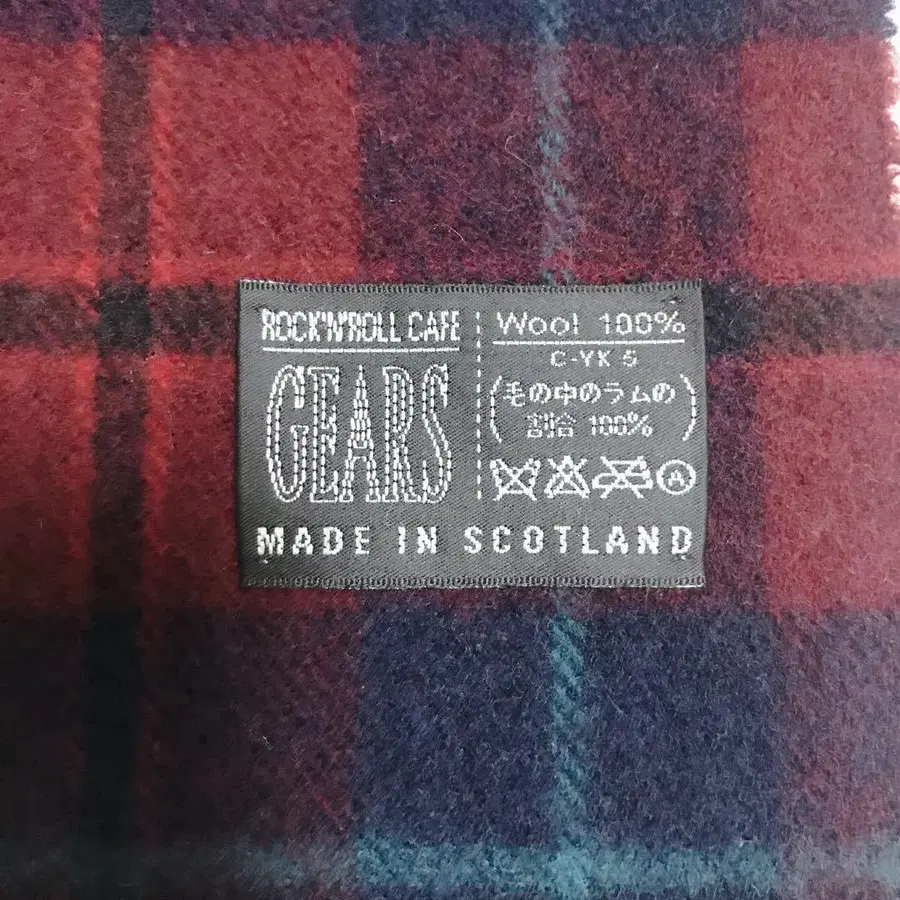 ROCK'N'ROLL CAFE
GEARS
Wool 100%
C-YK 5
(毛の中のラムの
割合 100%)
A
MADE IN SCOTLAND